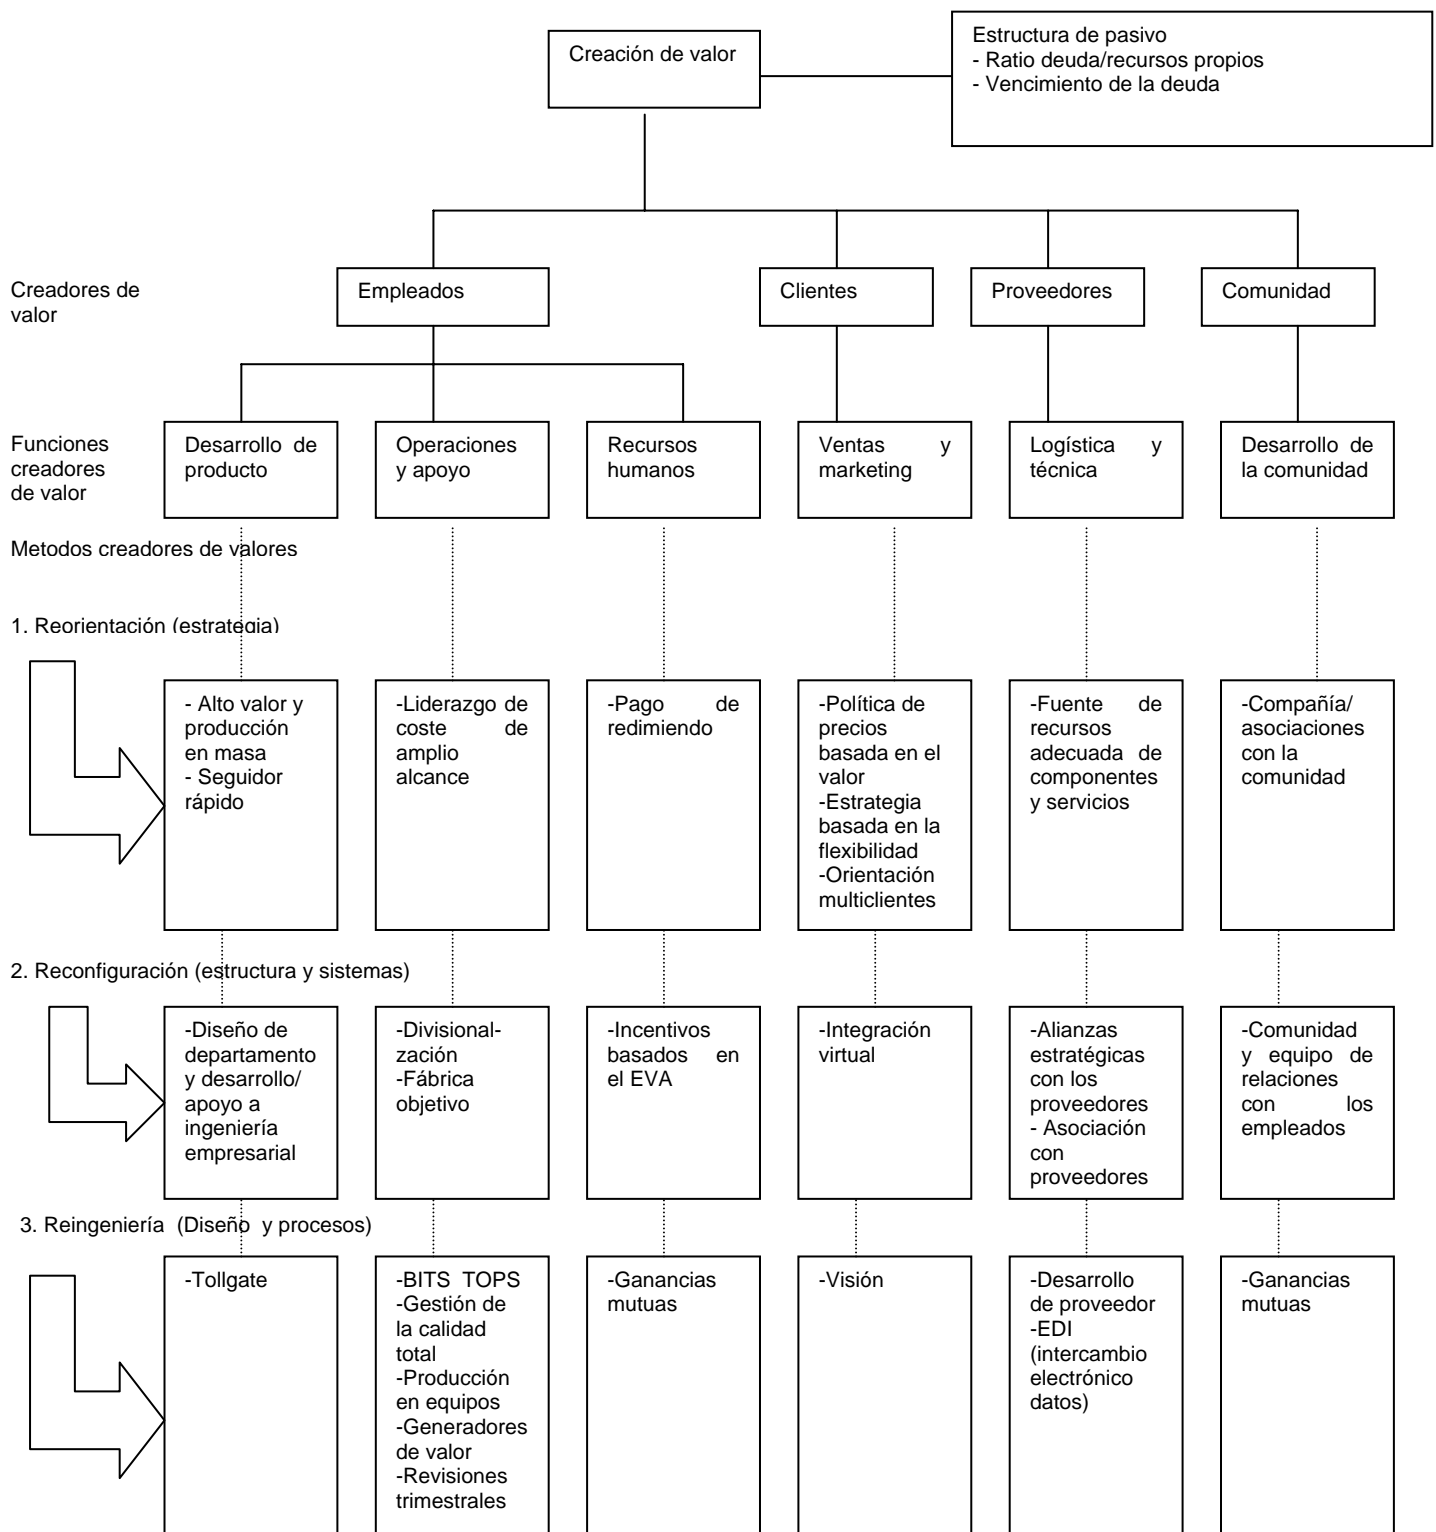 Creación de valor
Estructura de pasivo
- Ratio deuda/recursos propios
- Vencimiento de la deuda
Creadores de
valor
Empleados
Clientes
Proveedores
Comunidad
Funciones
creadores
de valor
Desarrollo de
producto
Operaciones
y apoyo
Recursos
humanos
Ventas y
marketing
Logística y
técnica
Desarrollo de
la comunidad
Metodos creadores de valores
1. Reorientación (estrategia)
- Alto valor y
producción
en masa
- Seguidor
rápido
-Liderazgo de
coste de
amplio
alcance
-Pago de
redimiendo
-Política de
precios
basada en el
valor
-Estrategia
basada en la
flexibilidad
-Orientación
multiclientes
-Fuente de
recursos
adecuada de
componentes
y servicios
-Compañía/
asociaciones
con la
comunidad
2. Reconfiguración (estructura y sistemas)
-Diseño de
departamento
y desarrollo/
apoyo a
ingeniería
empresarial
-Divisional-
zación
-Fábrica
objetivo
-Incentivos
basados en
el EVA
-Integración
virtual
-Alianzas
estratégicas
con los
proveedores
- Asociación
con
proveedores
-Comunidad
y equipo de
relaciones
con los
empleados
3. Reingeniería (Diseño y procesos)
-Tollgate
-BITS TOPS
-Gestión de
la calidad
total
-Producción
en equipos
-Generadores
de valor
-Revisiones
trimestrales
-Ganancias
mutuas
-Visión
-Desarrollo
de proveedor
-EDI
(intercambio
electrónico
datos)
-Ganancias
mutuas